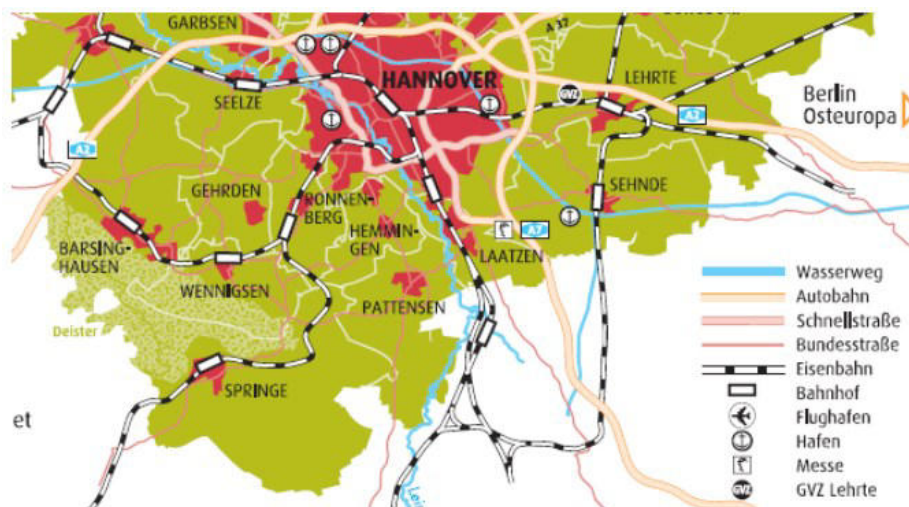 GARBSEN
A 37
HANNOVER
LEHRTE
GVZ
SEELZE
Berlin
Osteuropa
A2
A2
GEHRDEN
RONNEN-
BERG
SEHNDE
HEMMIN-
GEN
A7
BARSING-
HAUSEN
LAATZEN
WENNIGSEN
PATTENSEN
Deister
SPRINGE
et
Wasserweg
Autobahn
Schnellstraße
Bundesstraße
Eisenbahn
Bahnhof
Flughafen
Hafen
Messe
GVZ GVZ Lehrte